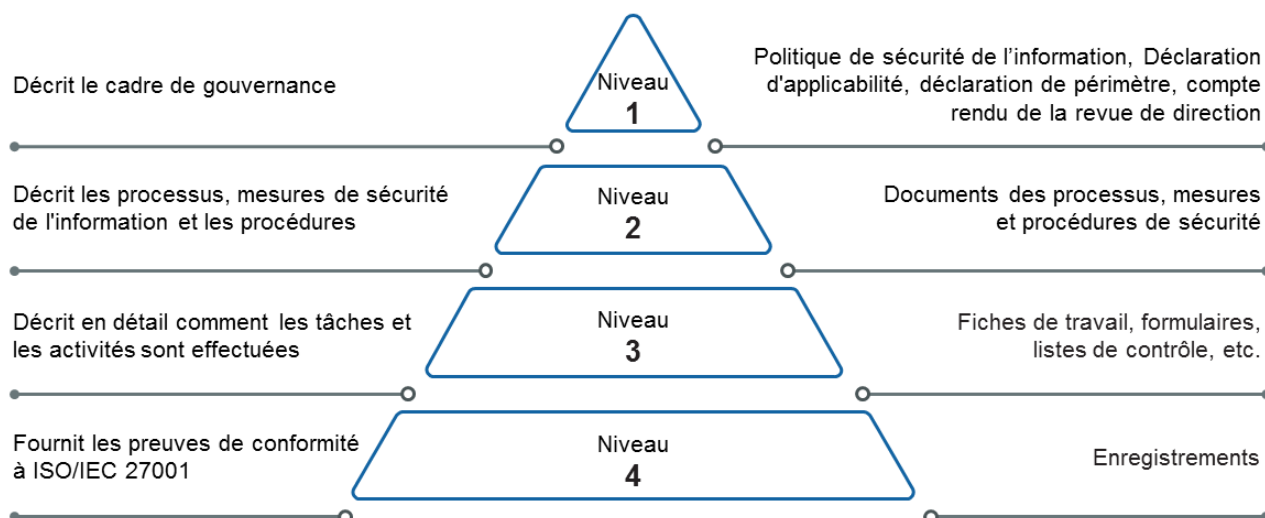 Décrit le cadre de gouvernance
Niveau
1
Politique de sécurité de l’information, Déclaration
d'applicabilité, déclaration de périmètre, compte
rendu de la revue de direction
Décrit les processus, mesures de sécurité
de l'information et les procédures
Niveau
2
Documents des processus, mesures
et procédures de sécurité
Décrit en détail comment les tâches et
les activités sont effectuées
Niveau
3
Fiches de travail, formulaires,
listes de contrôle, etc.
Fournit les preuves de conformité
à ISO/IEC 27001
Niveau
4
Enregistrements